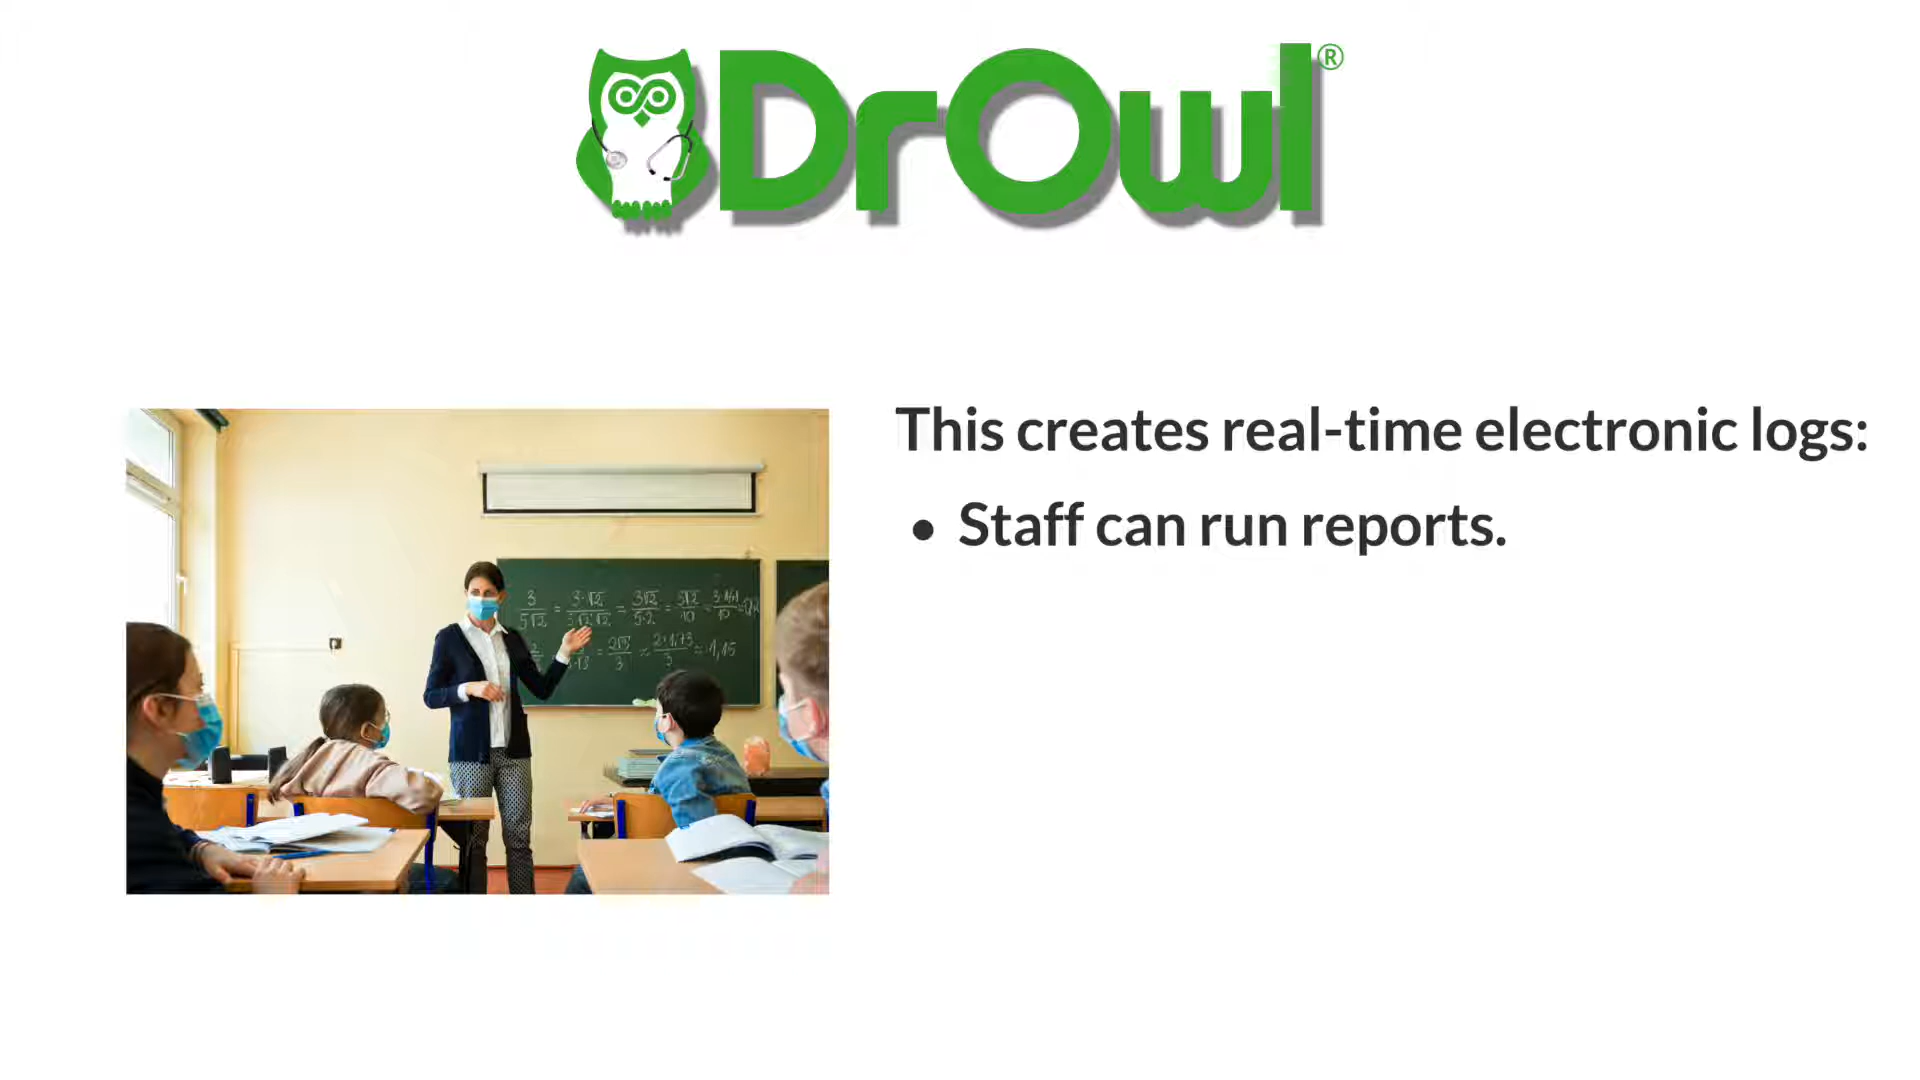 DrOwl®
This creates real-time electronic logs:
• Staff can run reports.